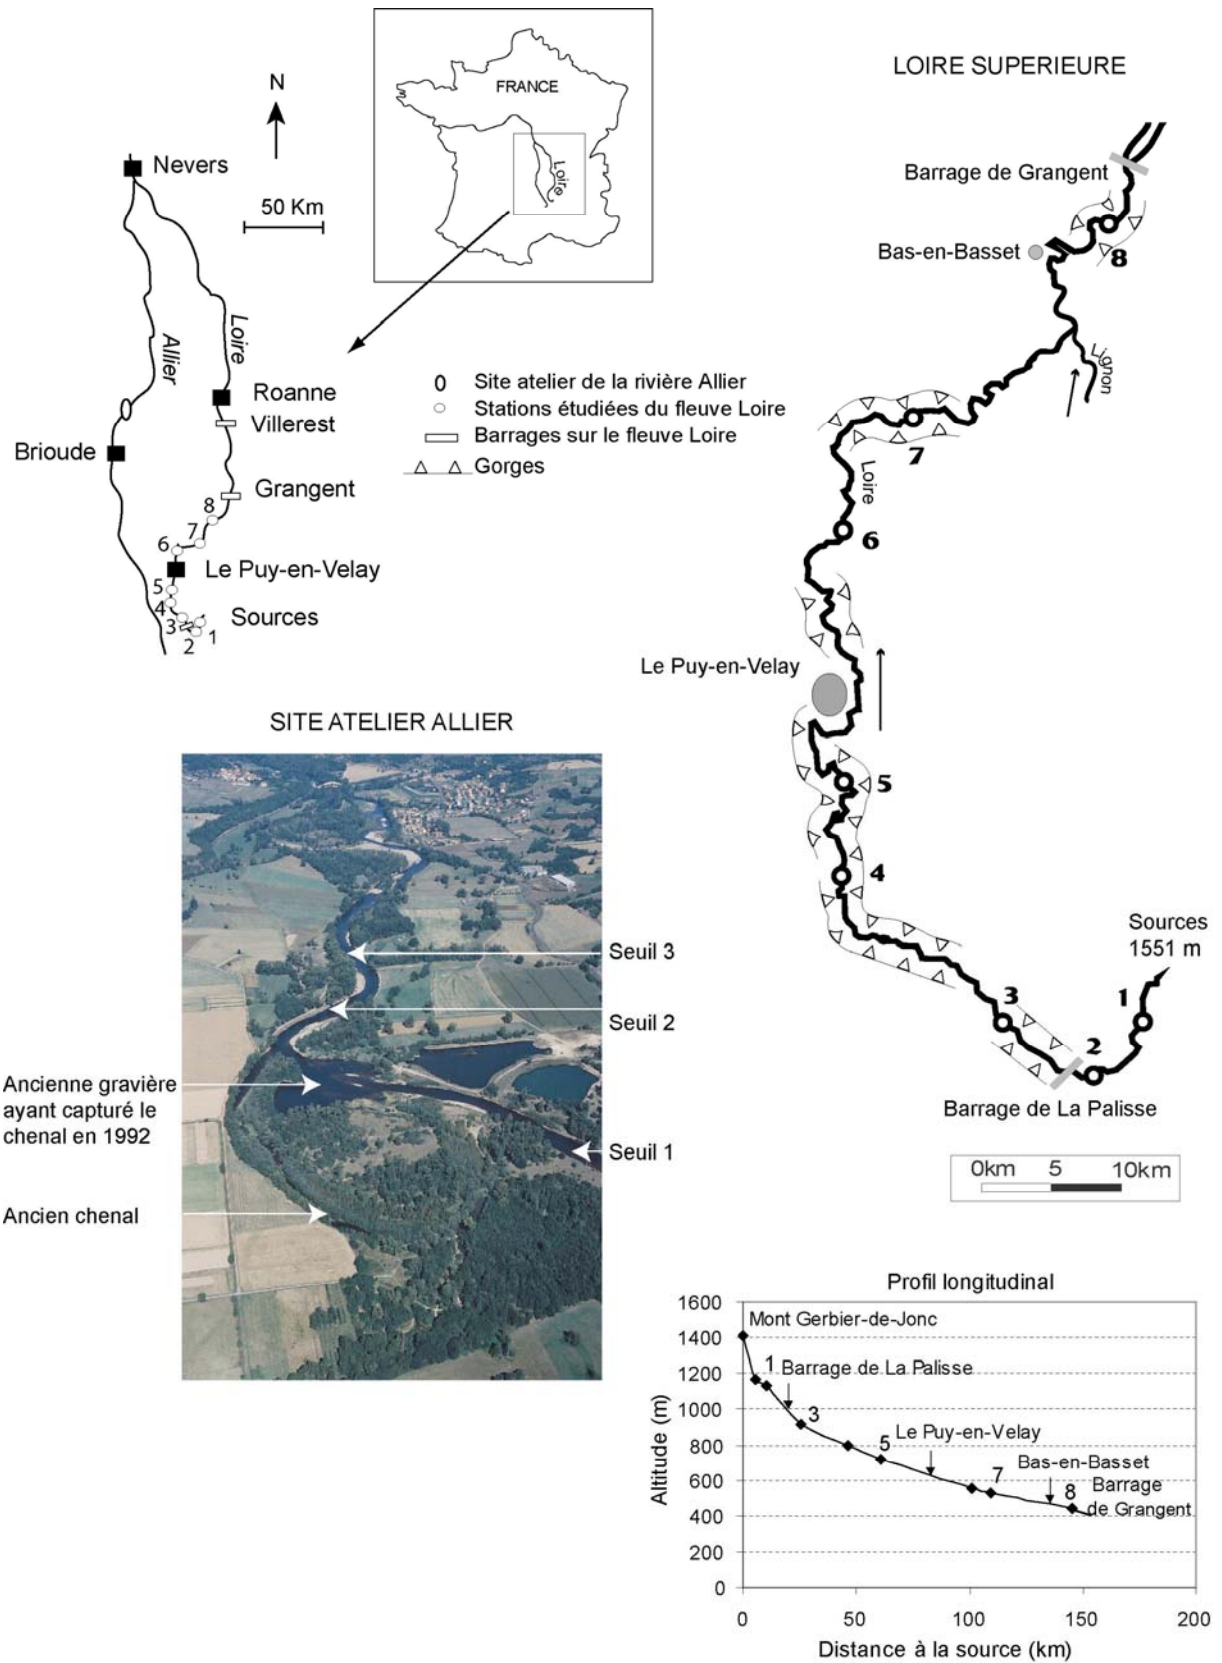 FRANCE
Loire
N
50 Km
Nevers
Allier
Loire
Roanne
Villerest
Brioude
Grangent
8
7
6
Le Puy-en-Velay
5
4
Sources
3
2
1
Site atelier de la rivière Allier
Stations étudiées du fleuve Loire
Barrages sur le fleuve Loire
Gorges
LOIRE SUPERIEURE
Barrage de Grangent
Bas-en-Basset
8
Lignon
7
Loire
6
Le Puy-en-Velay
5
4
Sources
1551 m
3
1
2
Barrage de La Palisse
0km 5 10km
SITE ATELIER ALLIER
Seuil 3
Seuil 2
Ancienne gravière
ayant capturé le
chenal en 1992
Seuil 1
Ancien chenal
Profil longitudinal
Altitude (m)
1600
1400
1200
1000
800
600
400
200
0
Mont Gerbier-de-Jonc
1
Barrage de La Palisse
3
5
Le Puy-en-Velay
7
Bas-en-Basset
8
Barrage
de Grangent
0 50 100 150 200
Distance à la source (km)